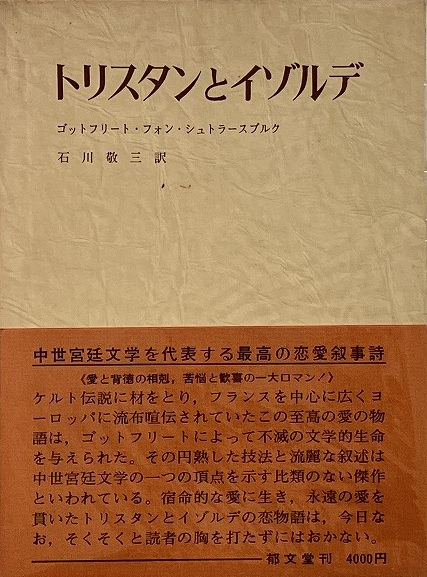 トリスタンとイゾルデ
ゴットフリート・フォン・シュトラースブルク
石川敬三訳
中世宮廷文学を代表する最高の恋愛叙事詩
《愛と背徳の相剋，苦悩と歓喜の一大ロマン！》
ケルト伝説に材をとり，フランスを中心に広くヨ
ーロッパに流布喧伝されていたこの至高の愛の物
語は，ゴットフリートによって不滅の文学的生命
を与えられた。その円熟した技法と流麗な叙述は
中世宮廷文学の一つの頂点を示す比類のない傑作
といわれている。宿命的な愛に生き，永遠の愛を
貫いたトリスタンとイゾルデの恋物語は，今日な
お，そくそくと読者の胸を打たずにはおかない。
郁文堂刊 4000円